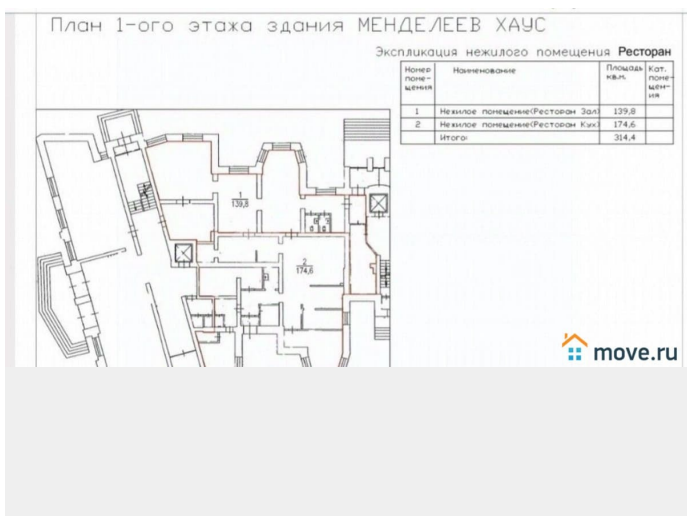 План 1-ого этажа здания МЕНДЕЛЕЕВ ХАУС
Экспликация нежилого помещения Ресторан
Номер поме-щения Наименование Площадь кв.м. Кат. поме-щен-ия
1 Нежилое помещение(Ресторан Зал) 139,8
2 Нежилое помещение(Ресторан Кух) 174,6
Итого: 314,4
1
139,8
2
174,6
move.ru